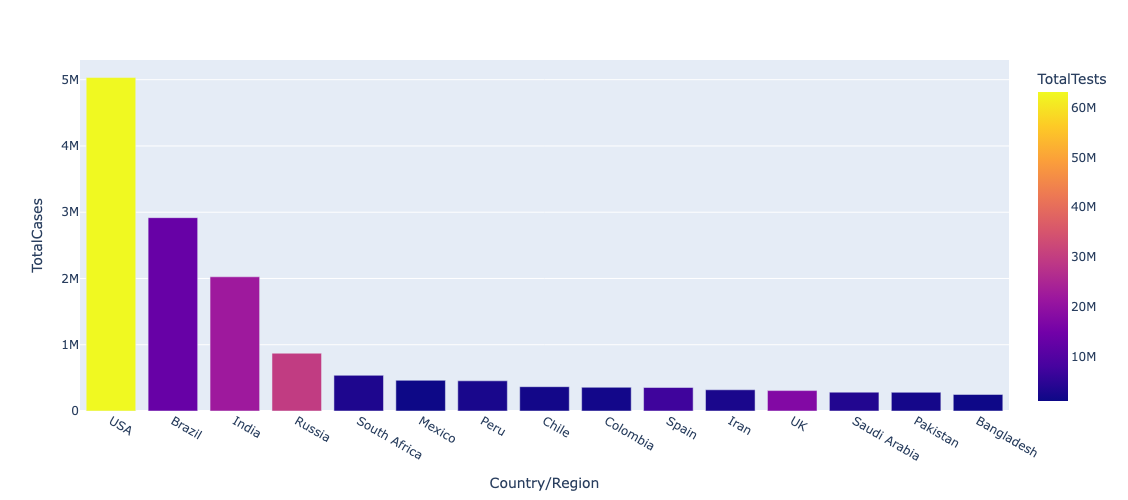 TotalTests
60M
50M
40M
30M
20M
10M
TotalCases
5M
4M
3M
2M
1M
0
USA
Brazil
India
Russia
South Africa
Mexico
Peru
Chile
Colombia
Spain
Iran
UK
Saudi Arabia
Pakistan
Bangladesh
Country/Region